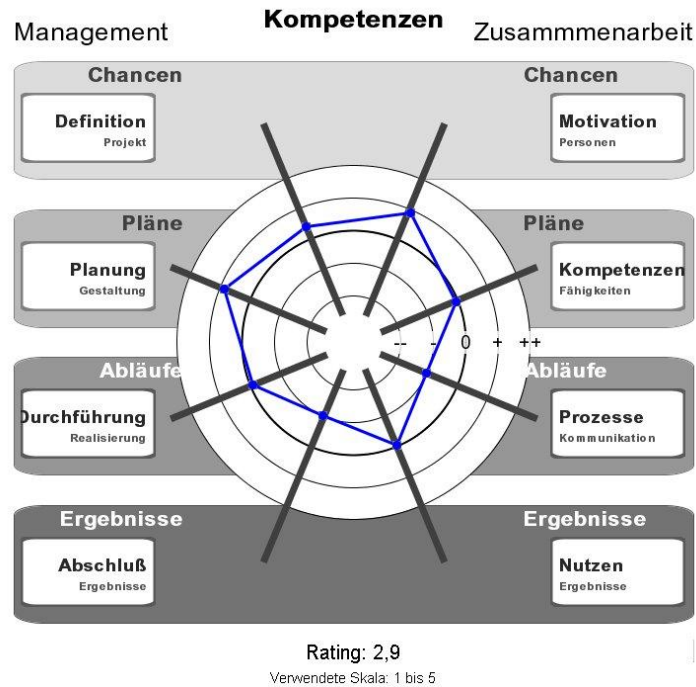 Kompetenzen
Management
Zusammmenarbeit
Chancen
Chancen
Definition
Projekt
Motivation
Personen
Pläne
Pläne
Planung
Gestaltung
Kompetenzen
Fähigkeiten
-- - 0 + ++
Abläufe
Abläufe
Durchführung
Realisierung
Prozesse
Kommunikation
Ergebnisse
Ergebnisse
Abschluß
Ergebnisse
Nutzen
Ergebnisse
Rating: 2,9
Verwendete Skala: 1 bis 5